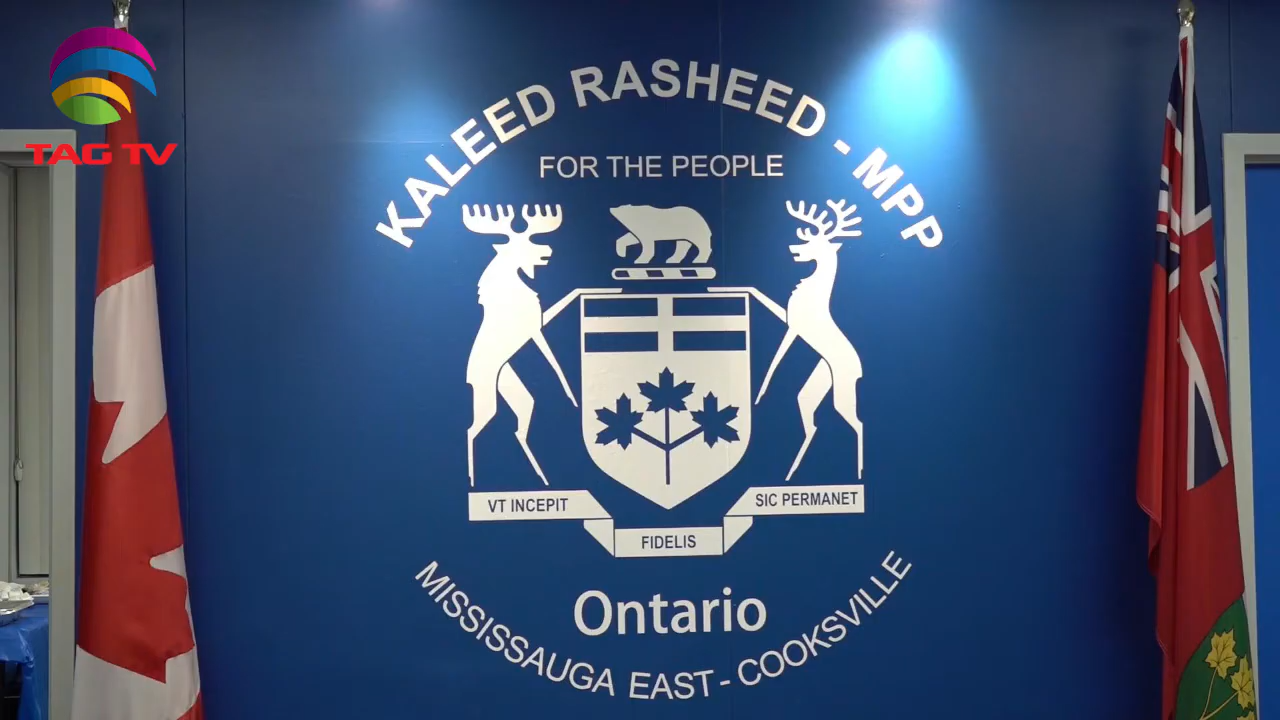 TAG TV
KALEED RASHEED - MPP
FOR THE PEOPLE
VT INCEPIT
FIDELIS
SIC PERMANET
Ontario
MISSISSAUGA EAST - COOKSVILLE